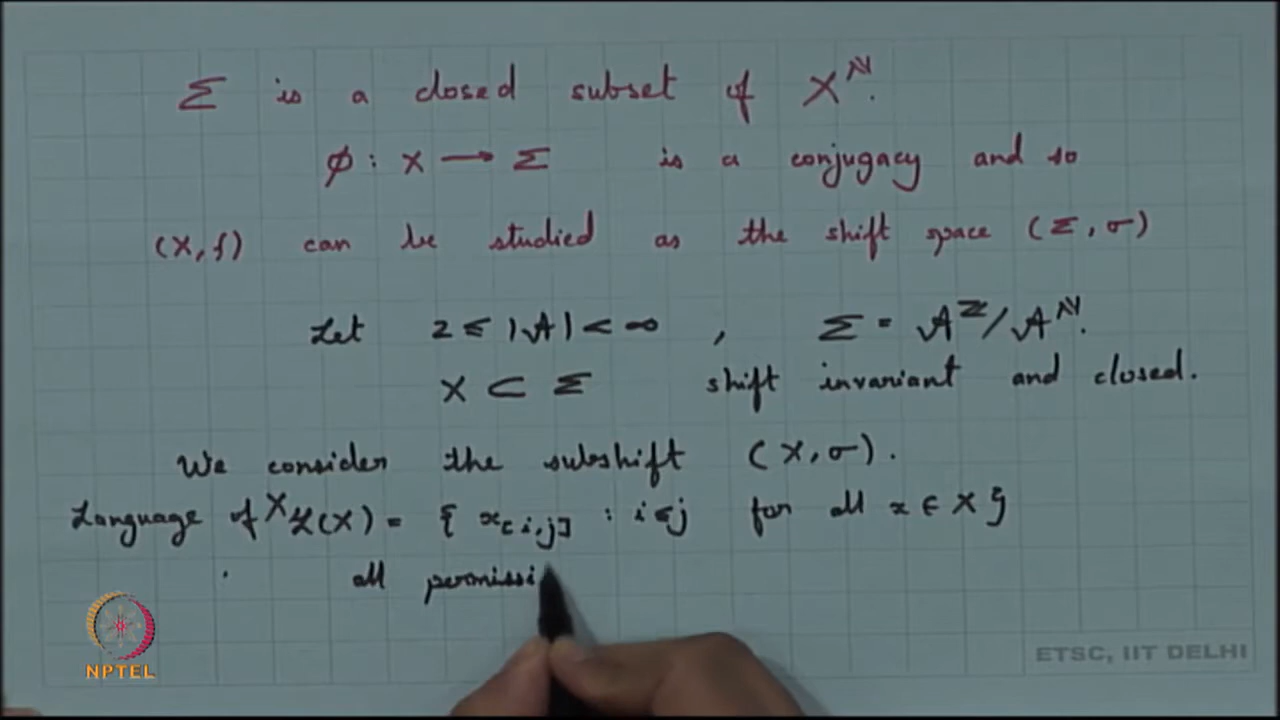 Σ is a closed subset of X^ℕ.
ϕ : X → Σ is a conjugacy and so
(X, f) can be studied as the shift space (Σ, σ)
Let 2 ≤ |𝒜| < ∞ , Σ = 𝒜^ℤ / 𝒜^ℕ.
X ⊂ Σ shift invariant and closed.
We consider the subshift (X, σ).
Language of X ℒ(X) = { x[i,j] : i ≤ j for all x ∈ X }
all permissi
NPTEL
ETSC, IIT DELHI